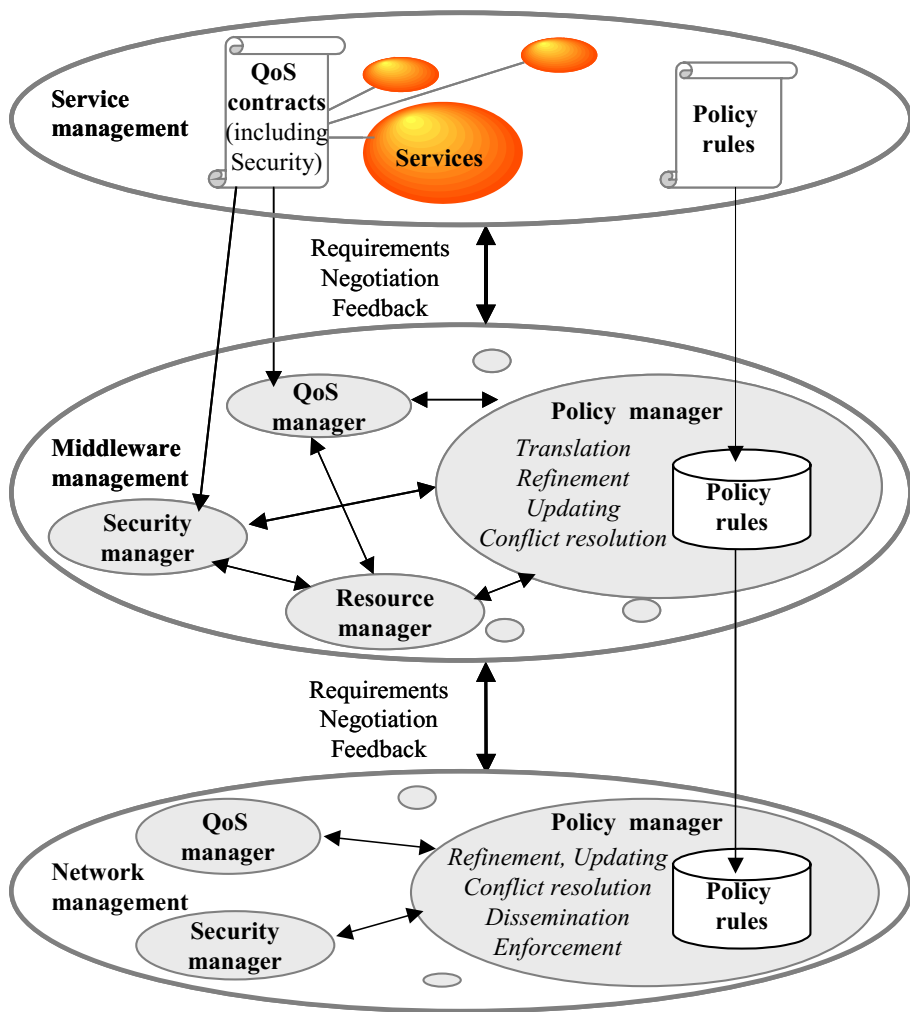 Service
management
QoS
contracts
(including
Security)
Services
Policy
rules
Requirements
Negotiation
Feedback
Middleware
management
QoS
manager
Security
manager
Resource
manager
Policy manager
Translation
Refinement
Updating
Conflict resolution
Policy
rules
Requirements
Negotiation
Feedback
Network
management
QoS
manager
Security
manager
Policy manager
Refinement, Updating
Conflict resolution
Dissemination
Enforcement
Policy
rules